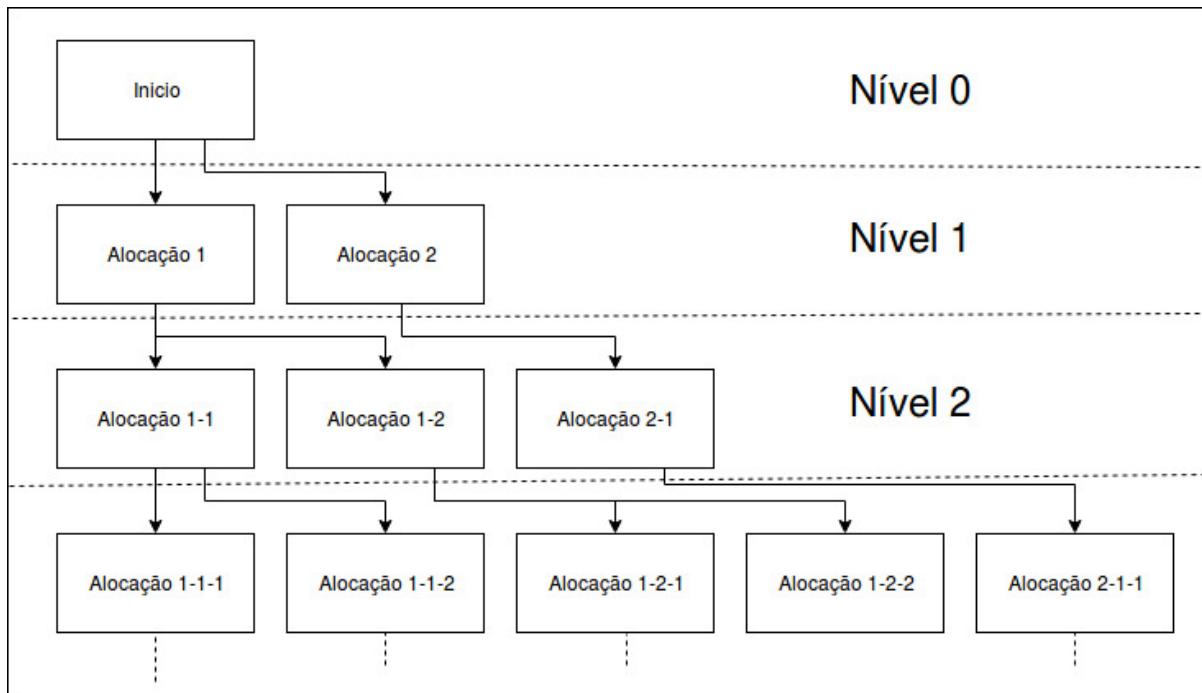 Inicio
Nível 0
Alocação 1
Alocação 2
Nível 1
Alocação 1-1
Alocação 1-2
Alocação 2-1
Nível 2
Alocação 1-1-1
Alocação 1-1-2
Alocação 1-2-1
Alocação 1-2-2
Alocação 2-1-1